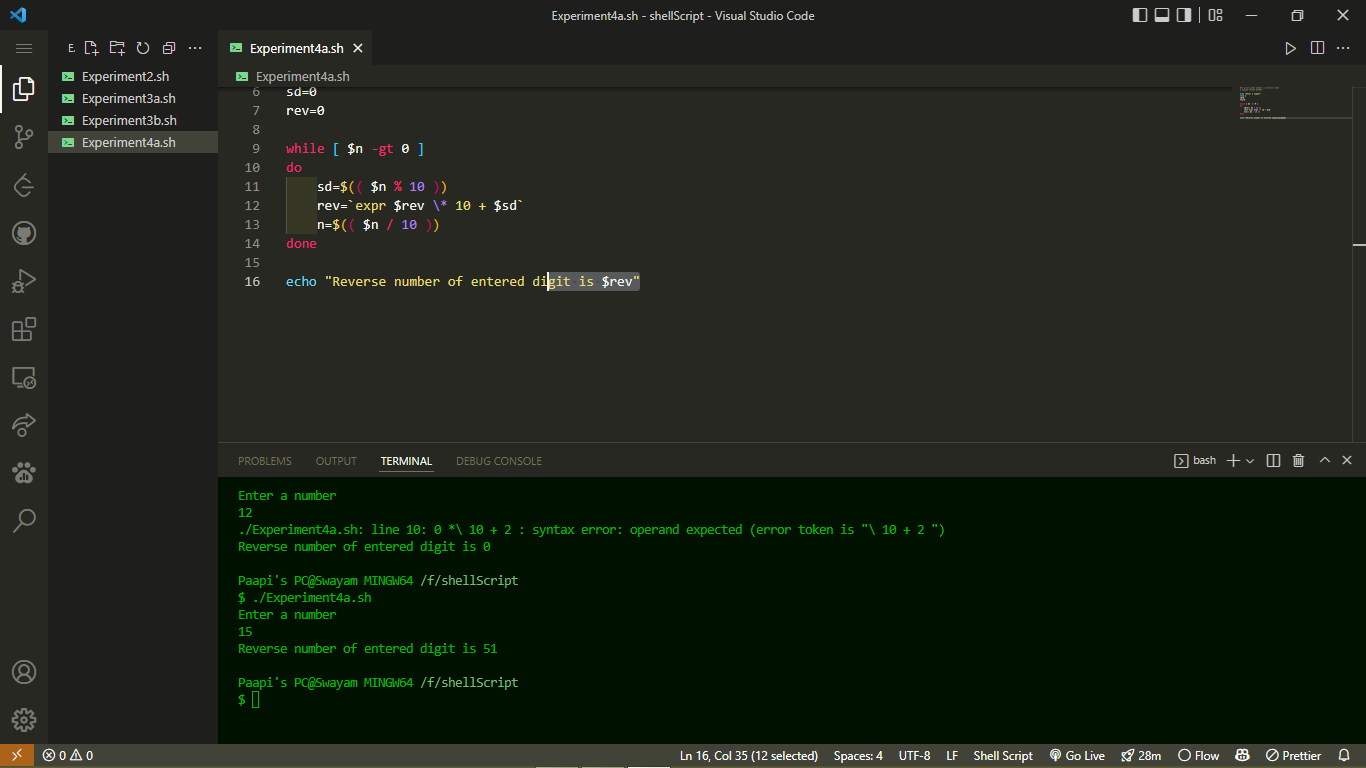 Experiment4a.sh - shellScript - Visual Studio Code
E.
Experiment2.sh
Experiment3a.sh
Experiment3b.sh
Experiment4a.sh
Experiment4a.sh
Experiment4a.sh
6 sd=0
7 rev=0
8
9 while [ $n -gt 0 ]
10 do
11 sd=$(( $n % 10 ))
12 rev=`expr $rev \* 10 + $sd`
13 n=$(( $n / 10 ))
14 done
15
16 echo "Reverse number of entered digit is $rev"
PROBLEMS OUTPUT TERMINAL DEBUG CONSOLE bash
Enter a number
12
./Experiment4a.sh: line 10: 0 *\ 10 + 2 : syntax error: operand expected (error token is "\ 10 + 2 ")
Reverse number of entered digit is 0
Paapi's PC@Swayam MINGW64 /f/shellScript
$ ./Experiment4a.sh
Enter a number
15
Reverse number of entered digit is 51
Paapi's PC@Swayam MINGW64 /f/shellScript
$
0 0 Ln 16, Col 35 (12 selected) Spaces: 4 UTF-8 LF Shell Script Go Live 28m Flow Prettier